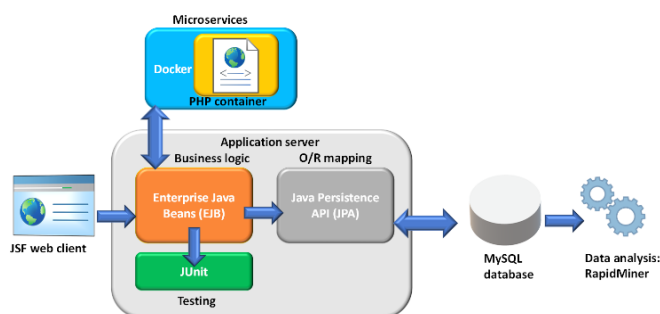 Microservices
Docker
<---->
PHP container
Application server
Business logic
O/R mapping
Enterprise Java
Beans (EJB)
Java Persistence
API (JPA)
JSF web client
JUnit
Testing
MySQL
database
Data analysis:
RapidMiner